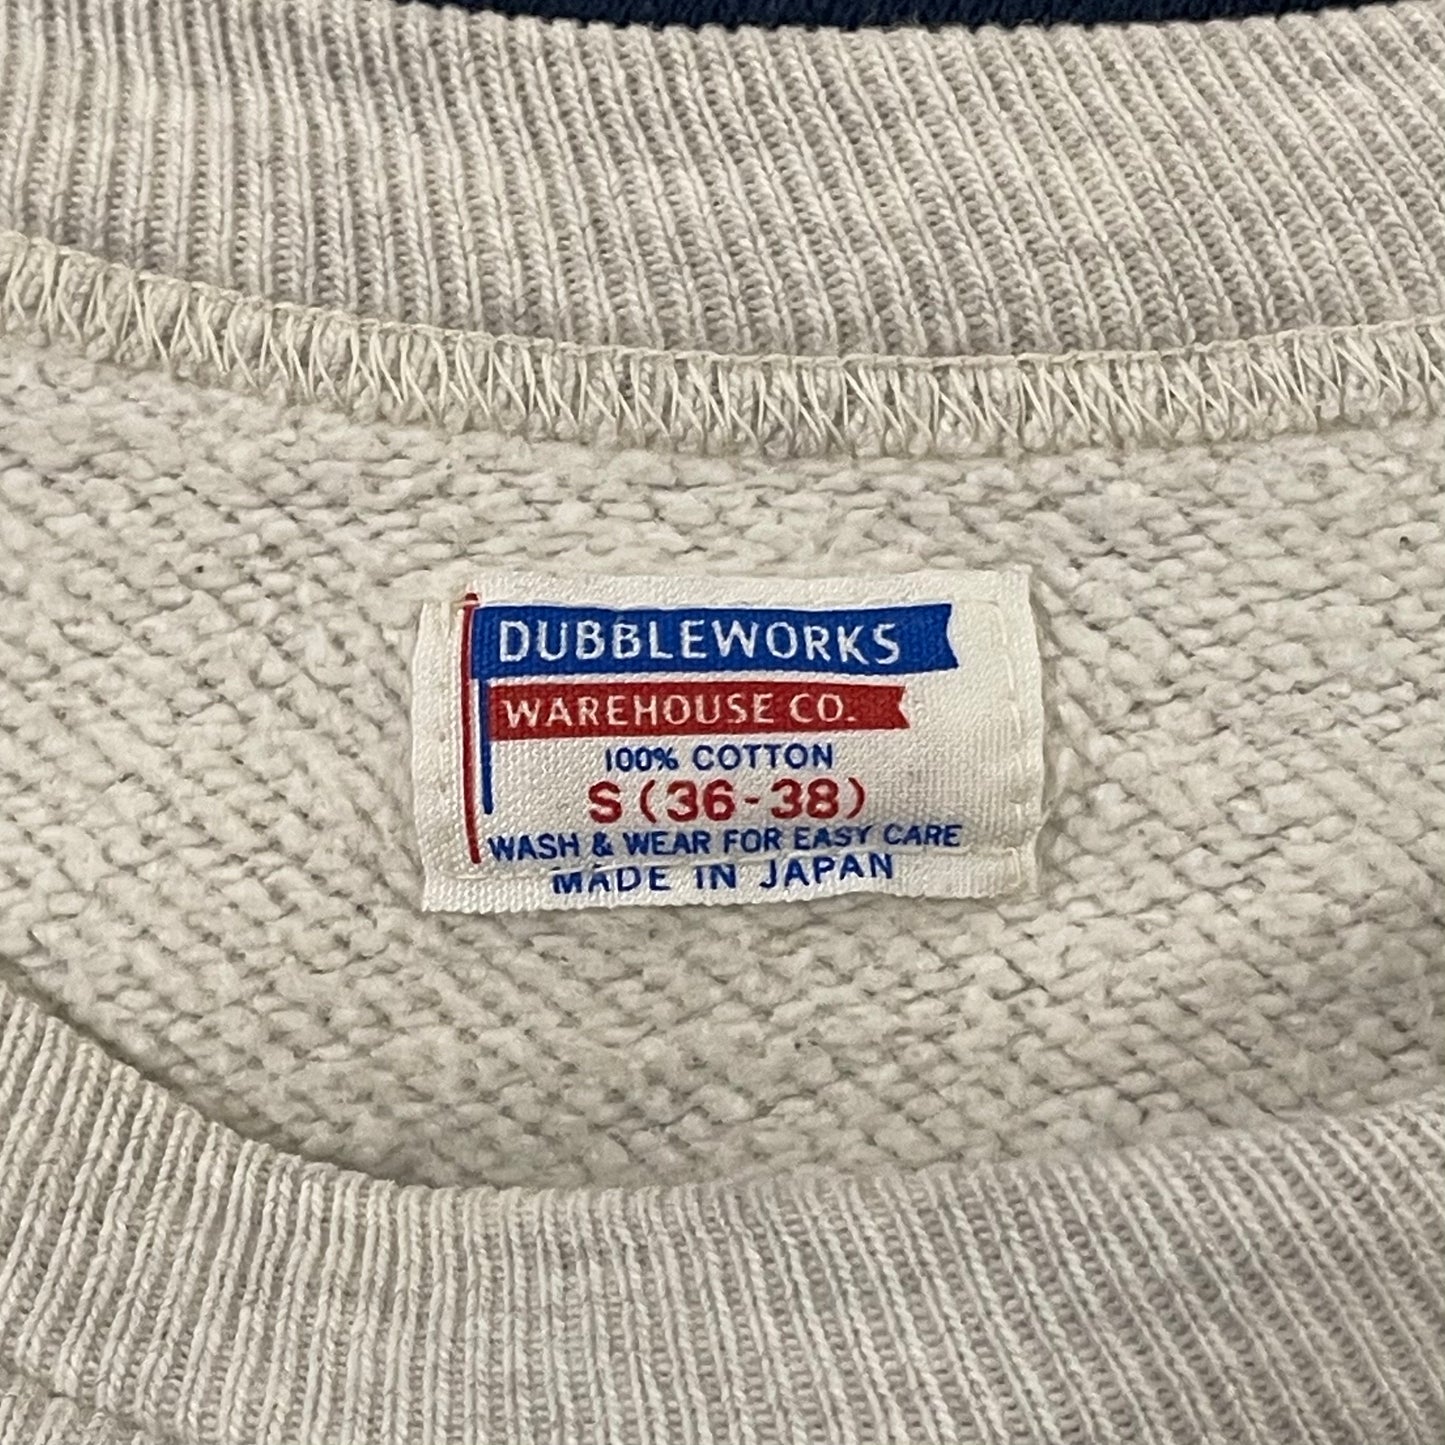 DUBBLEWORKS
WAREHOUSE CO.
100% COTTON
S (36-38)
WASH & WEAR FOR EASY CARE
MADE IN JAPAN